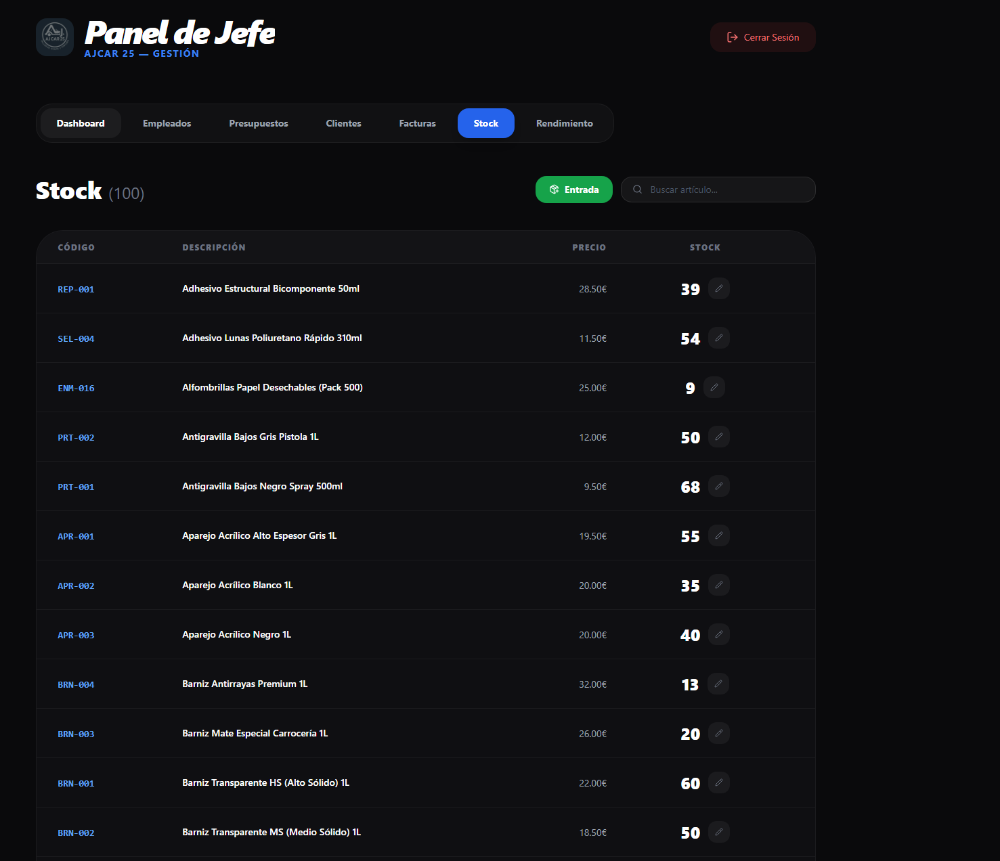 AJCAR 25
Panel de Jefe
AJCAR 25 — GESTIÓN
Cerrar Sesión
Dashboard Empleados Presupuestos Clientes Facturas Stock Rendimiento
Stock (100)
Entrada
Buscar artículo...
CÓDIGO DESCRIPCIÓN PRECIO STOCK
REP-001 Adhesivo Estructural Bicomponente 50ml 28.50€ 39
SEL-004 Adhesivo Lunas Poliuretano Rápido 310ml 11.50€ 54
ENM-016 Alfombrillas Papel Desechables (Pack 500) 25.00€ 9
PRT-002 Antigravilla Bajos Gris Pistola 1L 12.00€ 50
PRT-001 Antigravilla Bajos Negro Spray 500ml 9.50€ 68
APR-001 Aparejo Acrílico Alto Espesor Gris 1L 19.50€ 55
APR-002 Aparejo Acrílico Blanco 1L 20.00€ 35
APR-003 Aparejo Acrílico Negro 1L 20.00€ 40
BRN-004 Barniz Antirrayas Premium 1L 32.00€ 13
BRN-003 Barniz Mate Especial Carrocería 1L 26.00€ 20
BRN-001 Barniz Transparente HS (Alto Sólido) 1L 22.00€ 60
BRN-002 Barniz Transparente MS (Medio Sólido) 1L 18.50€ 50